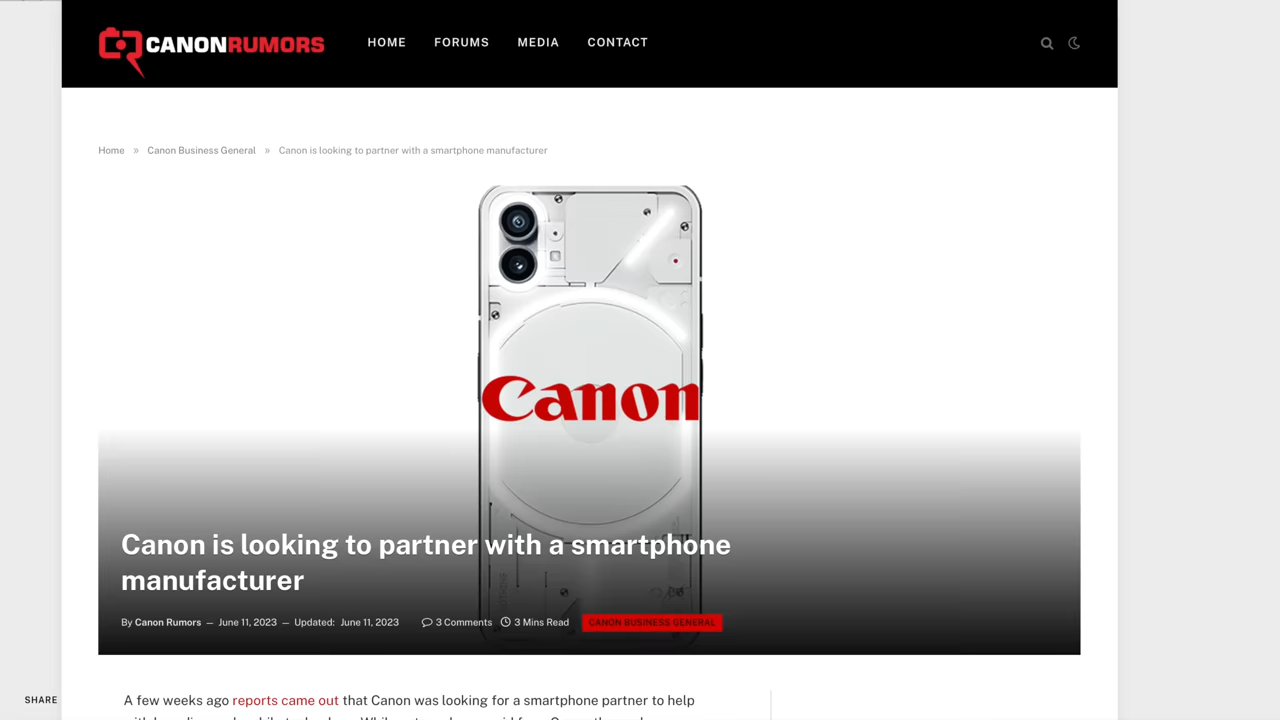 CANONRUMORS
HOME FORUMS MEDIA CONTACT
Home » Canon Business General » Canon is looking to partner with a smartphone manufacturer
Canon
Canon is looking to partner with a smartphone
manufacturer
By Canon Rumors — June 11, 2023 — Updated: June 11, 2023 3 Comments 3 Mins Read CANON BUSINESS GENERAL
SHARE
A few weeks ago reports came out that Canon was looking for a smartphone partner to help